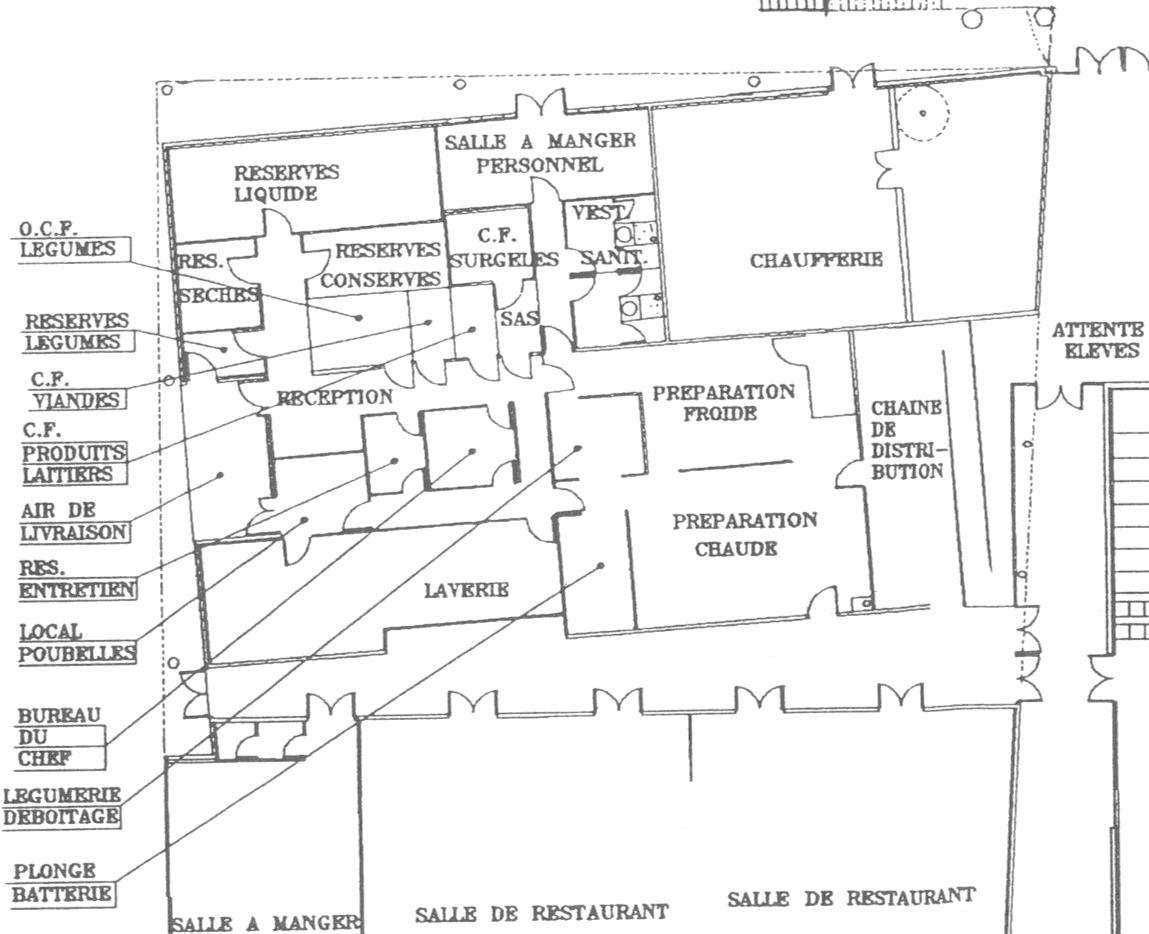 SALLE A MANGER
PERSONNEL
RESERVES
LIQUIDE
O.C.F.
LEGUMES
RES.
SECHES
RESERVES
CONSERVES
C.F.
SURGELES
VEST/
SANIT.
CHAUFFERIE
SAS
RESERVES
LEGUMES
ATTENTE
ELEVES
C.F.
VIANDES
RECEPTION
PREPARATION
FROIDE
CHAINE
DE
DISTRI-
BUTION
C.F.
PRODUITS
LAITIERS
AIR DE
LIVRAISON
PREPARATION
CHAUDE
RES.
ENTRETIEN
LAVERIE
LOCAL
POUBELLES
BUREAU
DU
CHEF
LEGUMERIE
DEBOITAGE
PLONGE
BATTERIE
SALLE A MANGER
SALLE DE RESTAURANT
SALLE DE RESTAURANT